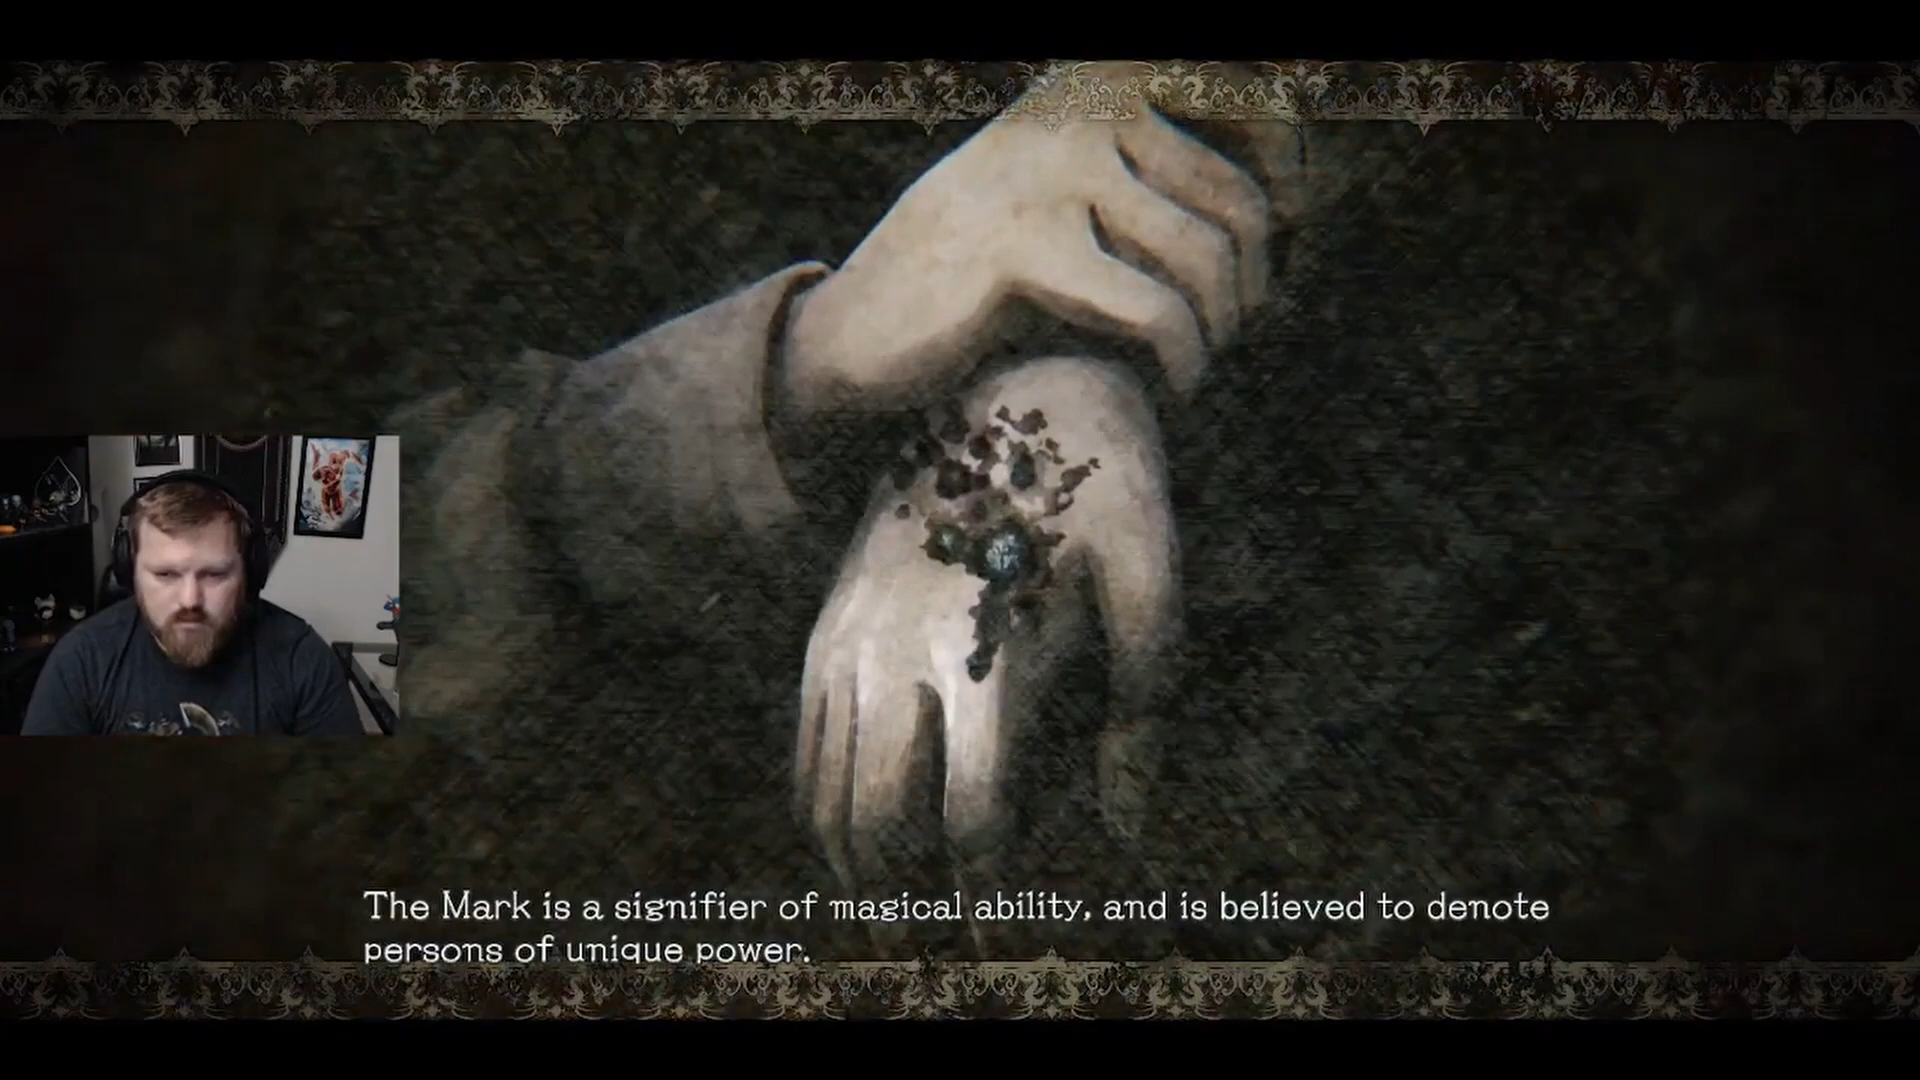 The Mark is a signifier of magical ability, and is believed to denote
persons of unique power.